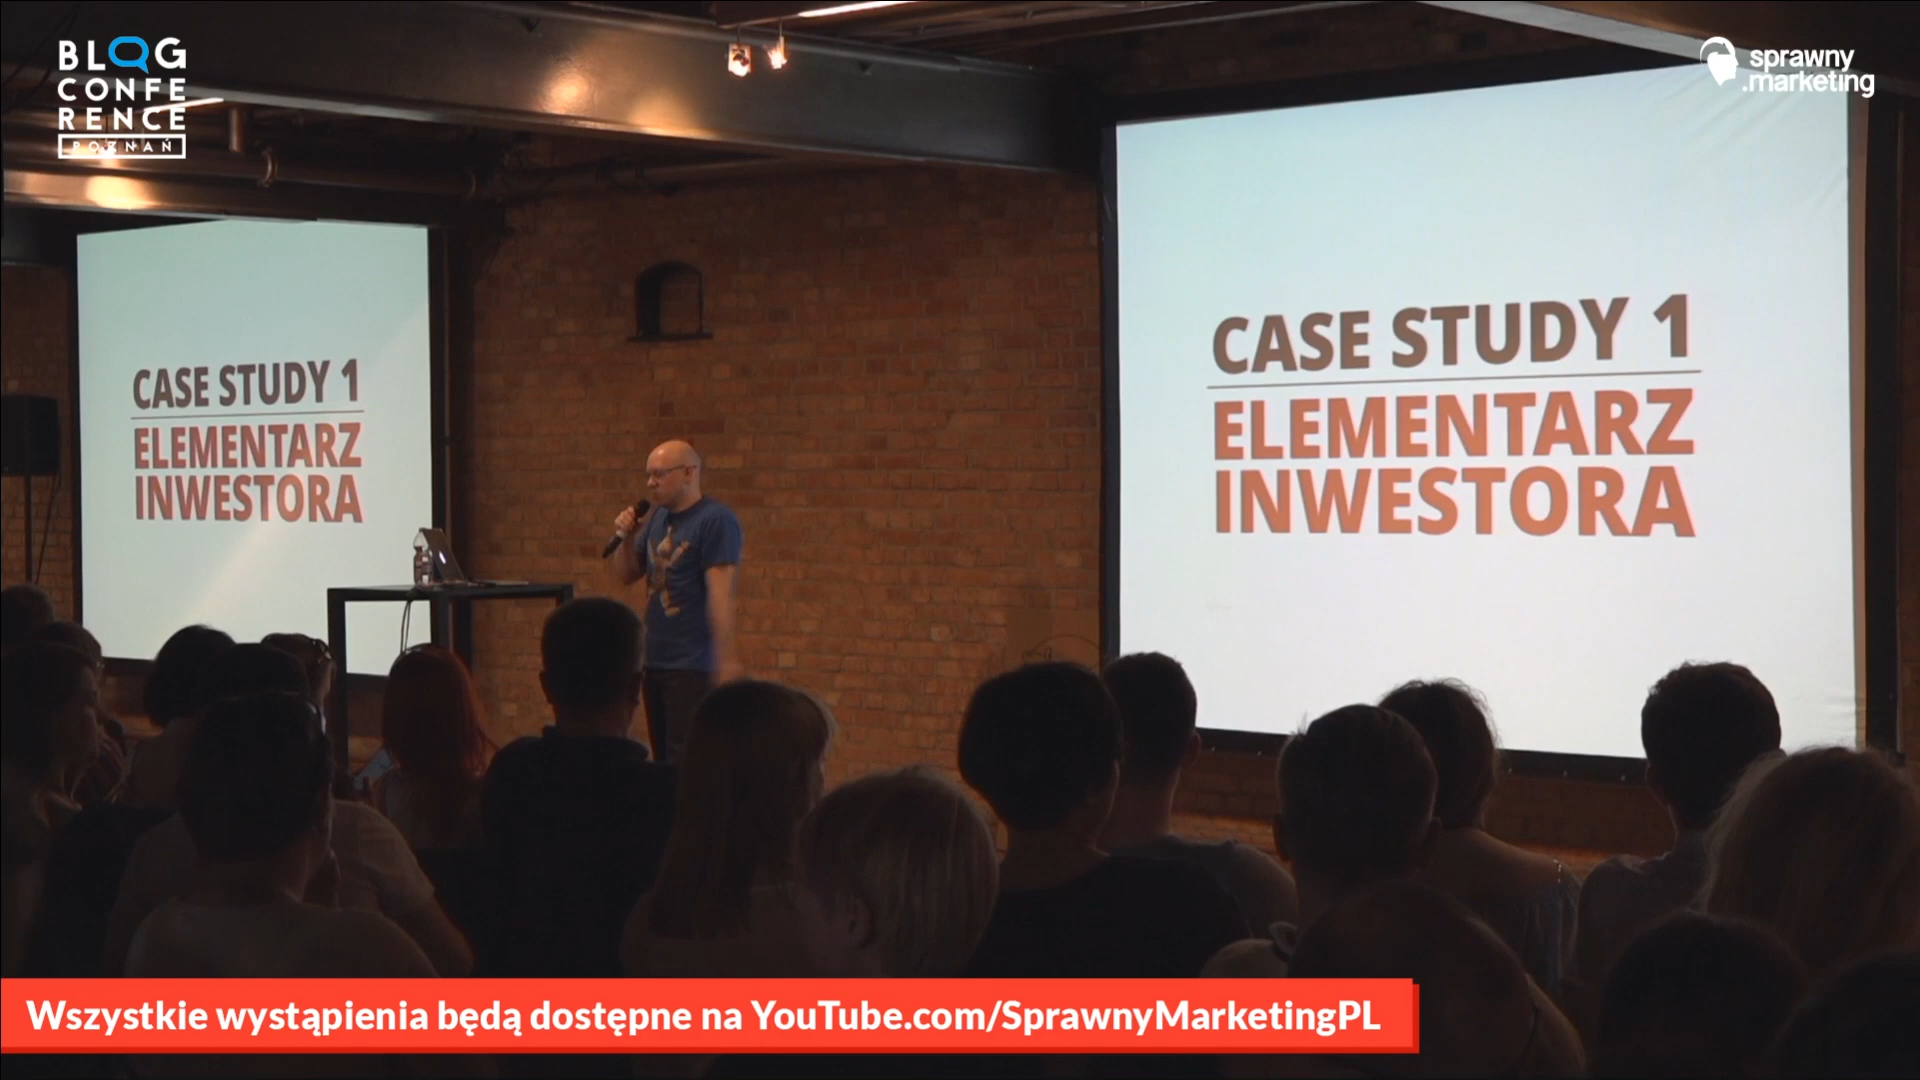 BLOG
CONFE
RENCE
POZNAŃ
sprawny
.marketing
CASE STUDY 1
ELEMENTARZ
INWESTORA
CASE STUDY 1
ELEMENTARZ
INWESTORA
Wszystkie wystąpienia będą dostępne na YouTube.com/SprawnyMarketingPL